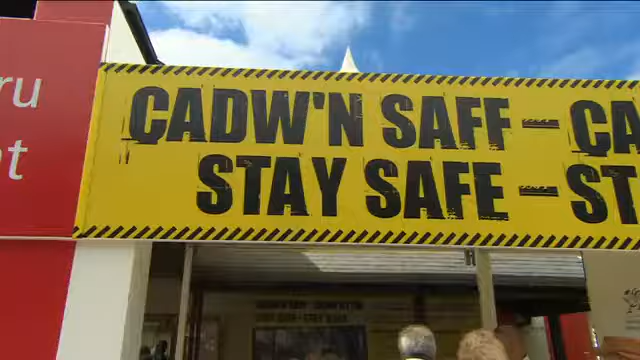 CADW'N SAFF – CA
STAY SAFE – ST
ru
t